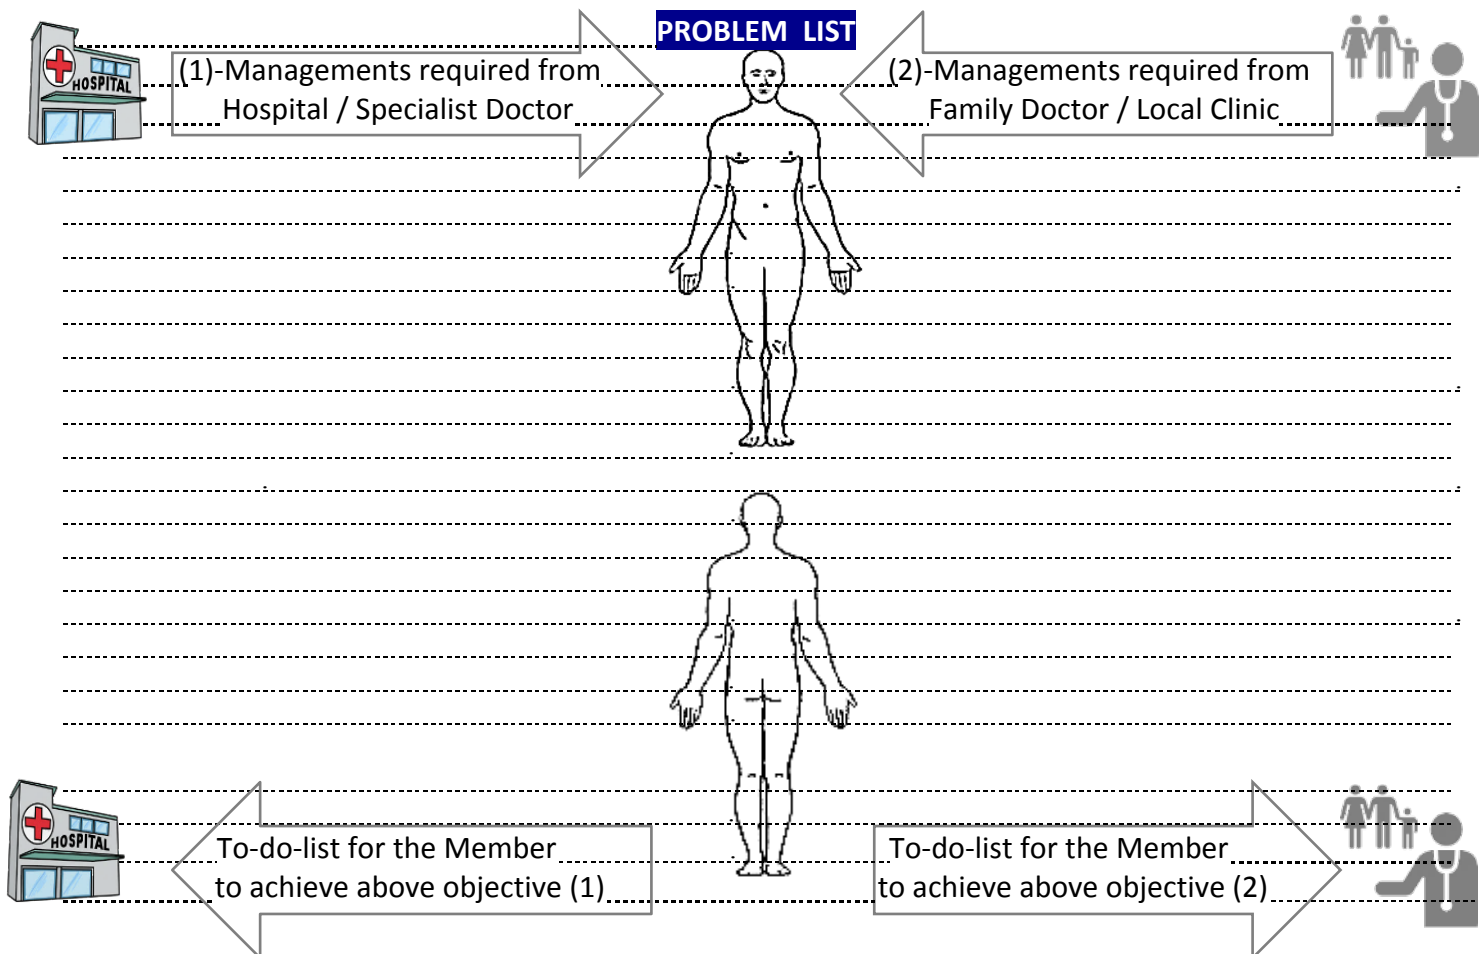 PROBLEM LIST
HOSPITAL
(1)-Managements required from
Hospital / Specialist Doctor
(2)-Managements required from
Family Doctor / Local Clinic
HOSPITAL
To-do-list for the Member
to achieve above objective (1)
To-do-list for the Member
to achieve above objective (2)